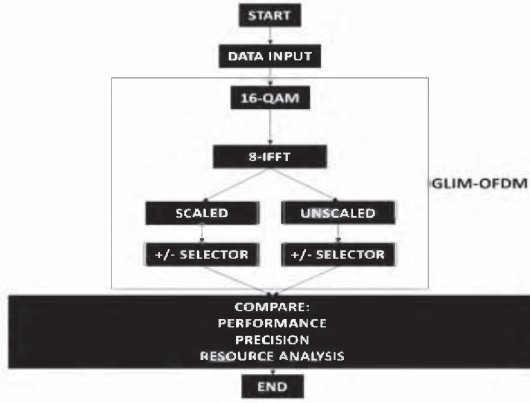 START
DATA INPUT
16-QAM
8-IFFT
GLIM-OFDM
SCALED UNSCALED
+/- SELECTOR +/- SELECTOR
COMPARE:
PERFORMANCE
PRECISION
RESOURCE ANALYSIS
END